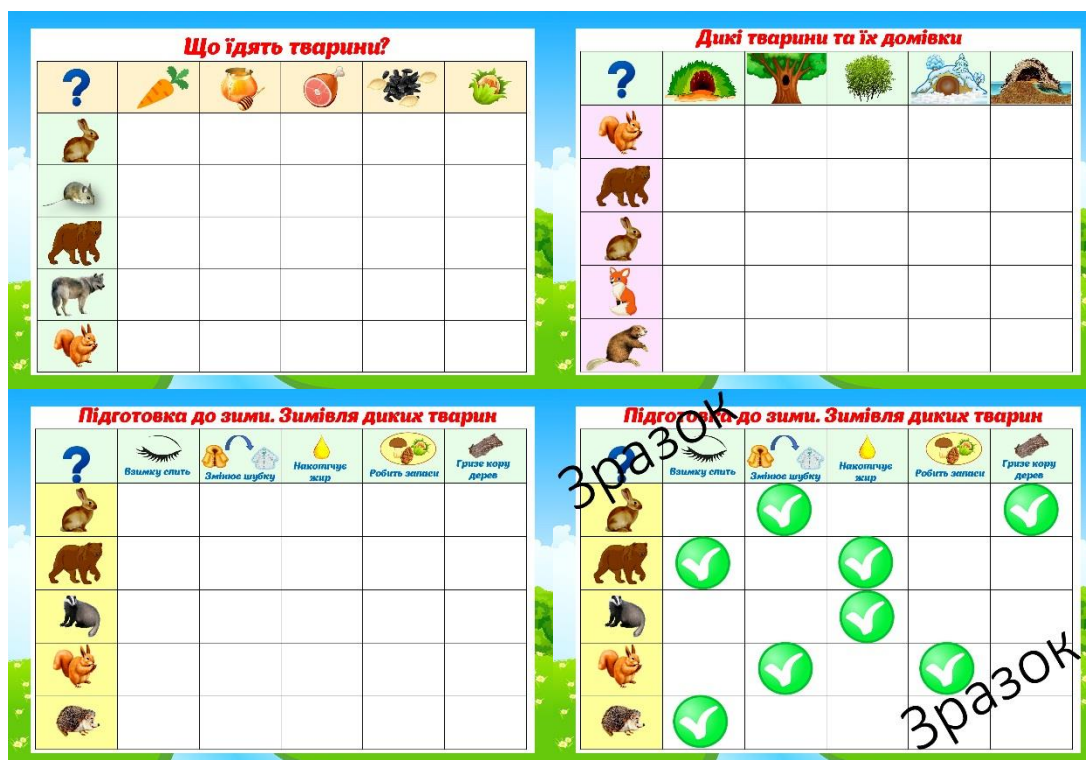 Що їдять тварини?
?
Дикі тварини та їх домівки
?
Підготовка до зими. Зимівля диких тварин
?
Взимку спить
Змінює шубку
Накопичує
жир
Робить запаси
Гризе кору
дерев
Підготовка до зими. Зимівля диких тварин
?
Взимку спить
Змінює шубку
Накопичує
жир
Робить запаси
Гризе кору
дерев
Зразок
Зразок